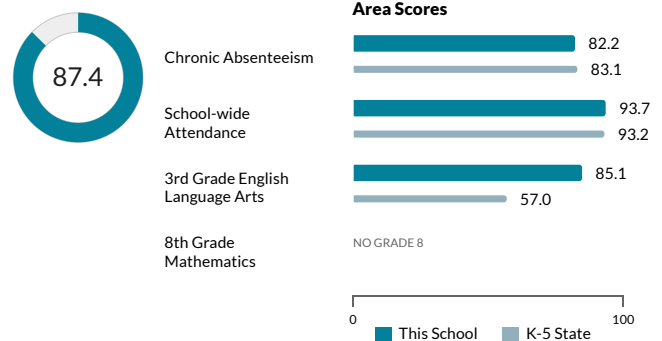 Area Scores
87.4
Chronic Absenteeism
82.2
83.1
School-wide
Attendance
93.7
93.2
3rd Grade English
Language Arts
85.1
57.0
8th Grade
Mathematics
NO GRADE 8
0
100
This School
K-5 State